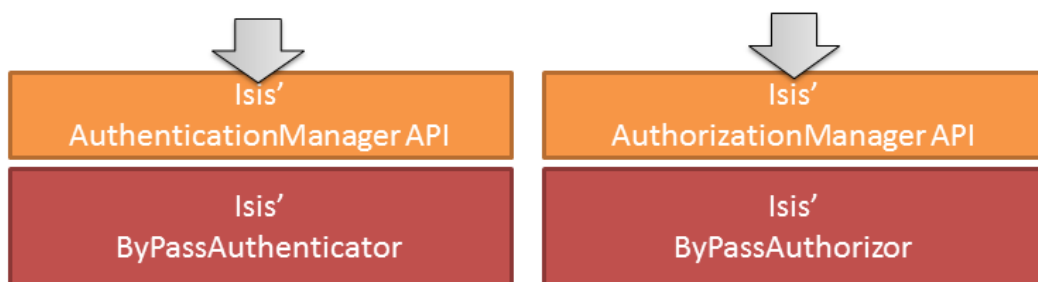 Isis’
AuthenticationManager API
Isis’
AuthorizationManager API
Isis’
ByPassAuthenticator
Isis’
ByPassAuthorizor